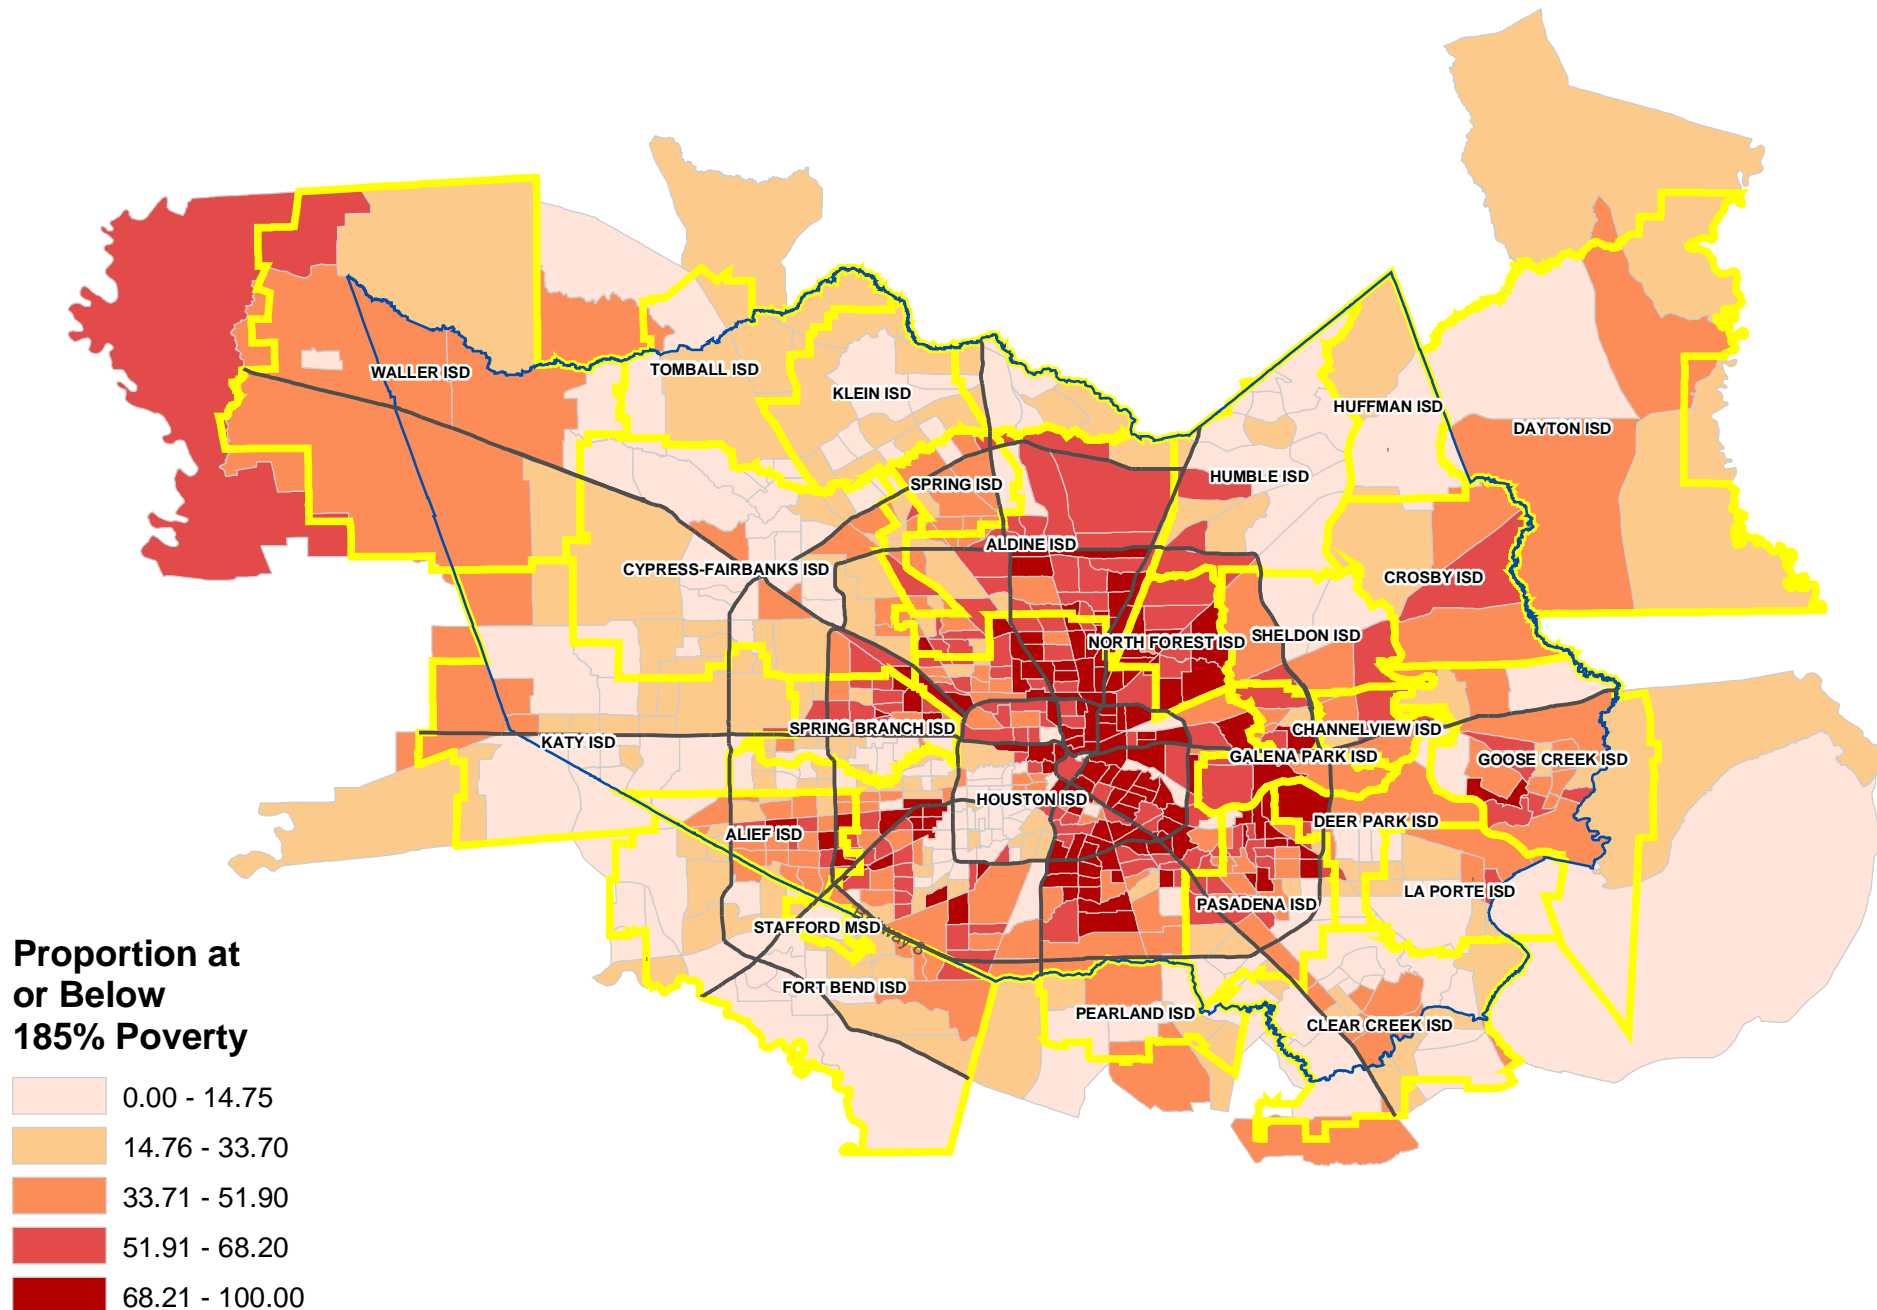 WALLER ISD
TOMBALL ISD
KLEIN ISD
HUFFMAN ISD
DAYTON ISD
SPRING ISD
HUMBLE ISD
ALDINE ISD
CYPRESS-FAIRBANKS ISD
CROSBY ISD
NORTH FOREST ISD
SHELDON ISD
SPRING BRANCH ISD
CHANNELVIEW ISD
KATY ISD
GALENA PARK ISD
GOOSE CREEK ISD
HOUSTON ISD
ALIEF ISD
DEER PARK ISD
LA PORTE ISD
PASADENA ISD
STAFFORD MSD
FORT BEND ISD
PEARLAND ISD
CLEAR CREEK ISD
Proportion at
or Below
185% Poverty
0.00 - 14.75
14.76 - 33.70
33.71 - 51.90
51.91 - 68.20
68.21 - 100.00